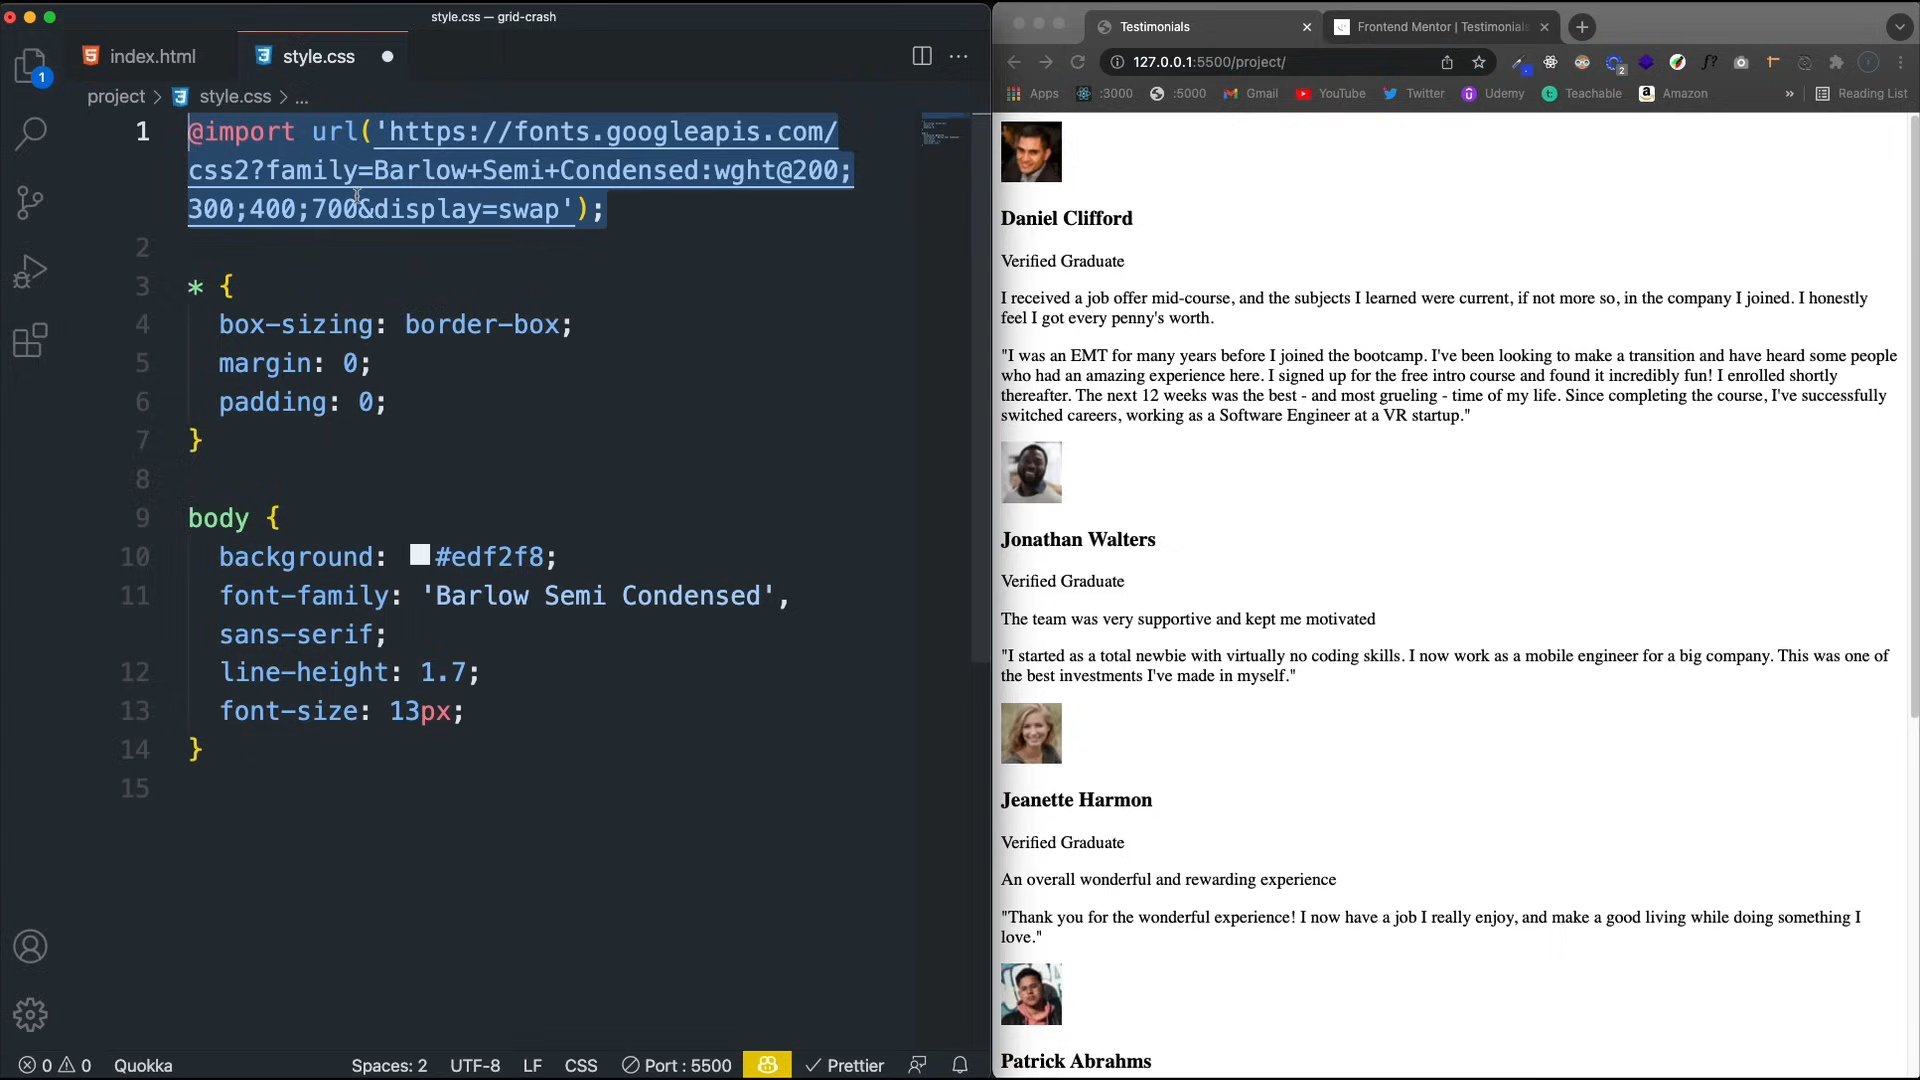 style.css — grid-crash
index.html
style.css
project > style.css > ...
1
1 @import url('https://fonts.googleapis.com/
css2?family=Barlow+Semi+Condensed:wght@200;
300;400;700&display=swap');
2
3 * {
4 box-sizing: border-box;
5 margin: 0;
6 padding: 0;
7 }
8
9 body {
10 background: #edf2f8;
11 font-family: 'Barlow Semi Condensed',
sans-serif;
12 line-height: 1.7;
13 font-size: 13px;
14 }
15
0 0 Quokka Spaces: 2 UTF-8 LF CSS Port : 5500 Prettier
Testimonials
Frontend Mentor | Testimonials
127.0.0.1:5500/project/
2
Apps :3000 :5000 Gmail YouTube Twitter Udemy Teachable Amazon » Reading List
Daniel Clifford
Verified Graduate
I received a job offer mid-course, and the subjects I learned were current, if not more so, in the company I joined. I honestly
feel I got every penny's worth.
"I was an EMT for many years before I joined the bootcamp. I've been looking to make a transition and have heard some people
who had an amazing experience here. I signed up for the free intro course and found it incredibly fun! I enrolled shortly
thereafter. The next 12 weeks was the best - and most grueling - time of my life. Since completing the course, I've successfully
switched careers, working as a Software Engineer at a VR startup."
Jonathan Walters
Verified Graduate
The team was very supportive and kept me motivated
"I started as a total newbie with virtually no coding skills. I now work as a mobile engineer for a big company. This was one of
the best investments I've made in myself."
Jeanette Harmon
Verified Graduate
An overall wonderful and rewarding experience
"Thank you for the wonderful experience! I now have a job I really enjoy, and make a good living while doing something I
love."
Patrick Abrahms